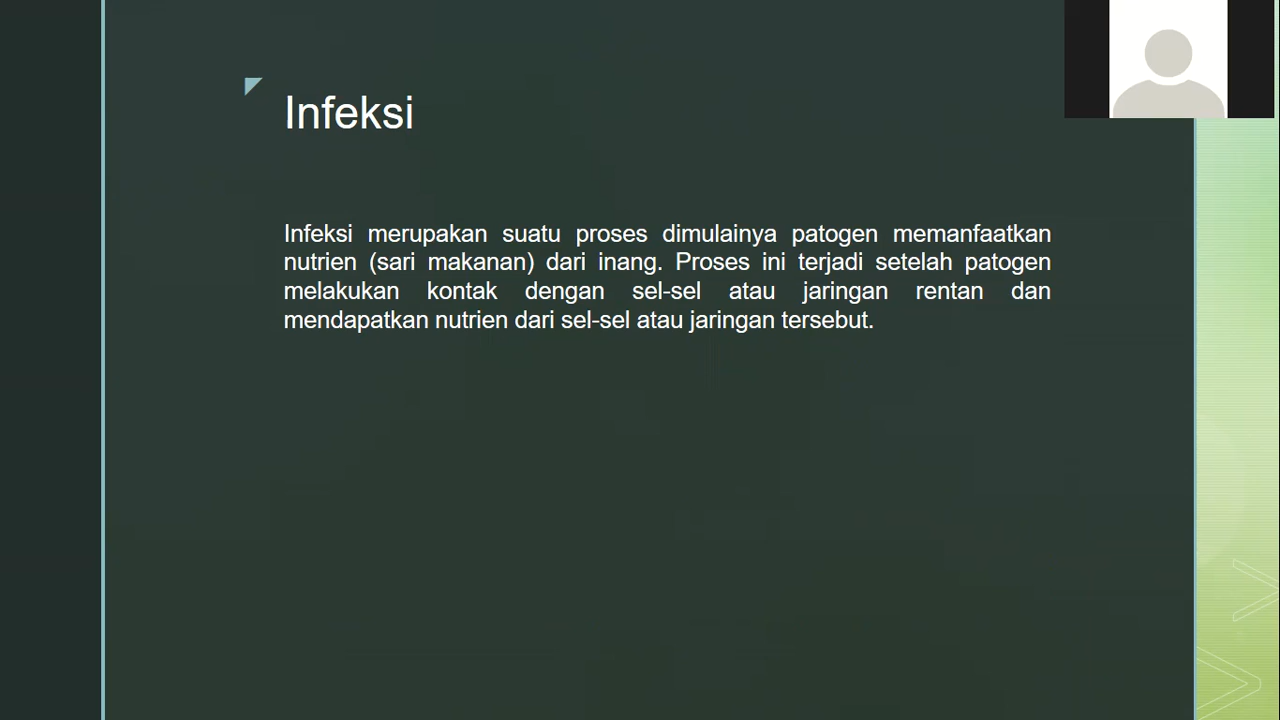 Infeksi
Infeksi merupakan suatu proses dimulainya patogen memanfaatkan
nutrien (sari makanan) dari inang. Proses ini terjadi setelah patogen
melakukan kontak dengan sel-sel atau jaringan rentan dan
mendapatkan nutrien dari sel-sel atau jaringan tersebut.